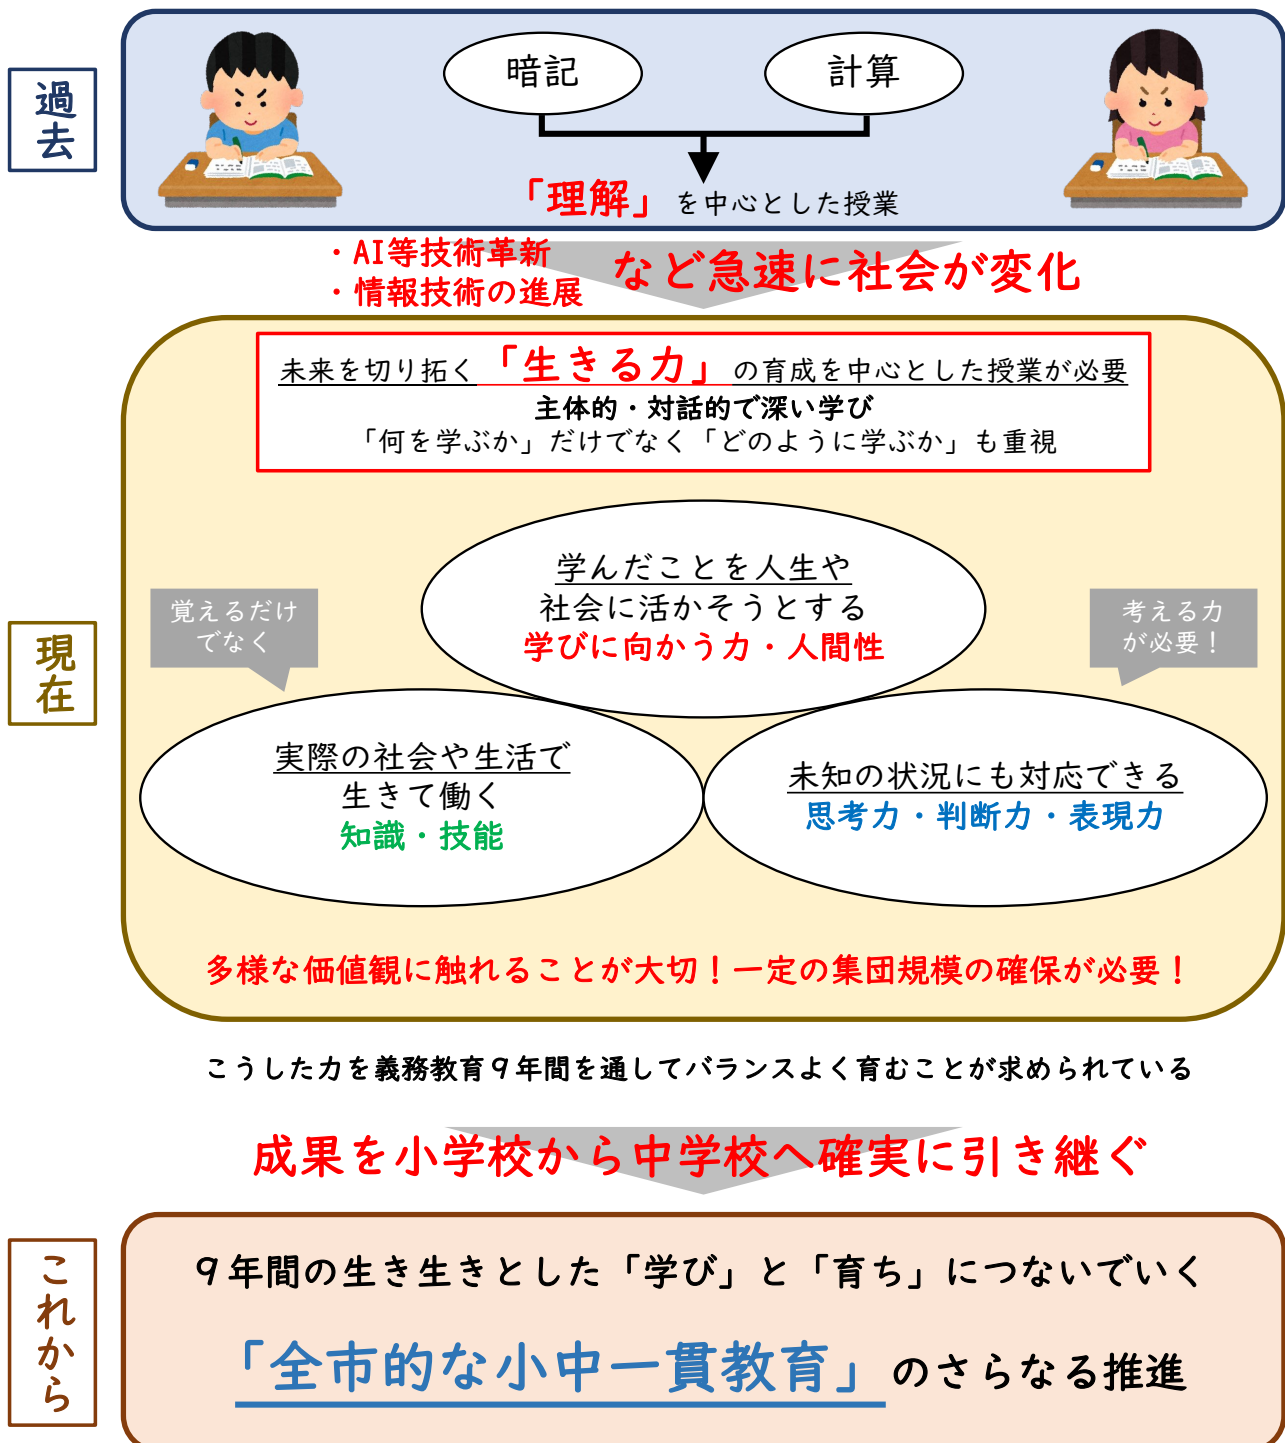 過去
暗記
計算
「理解」を中心とした授業
・AI等技術革新
・情報技術の進展
など急速に社会が変化
現在
未来を切り拓く「生きる力」の育成を中心とした授業が必要
主体的・対話的で深い学び
「何を学ぶか」だけでなく「どのように学ぶか」も重視
学んだことを人生や
社会に活かそうとする
学びに向かう力・人間性
覚えるだけ
でなく
考える力
が必要！
実際の社会や生活で
生きて働く
知識・技能
未知の状況にも対応できる
思考力・判断力・表現力
多様な価値観に触れることが大切！一定の集団規模の確保が必要！
こうした力を義務教育９年間を通してバランスよく育むことが求められている
成果を小学校から中学校へ確実に引き継ぐ
これから
９年間の生き生きとした「学び」と「育ち」につないでいく
「全市的な小中一貫教育」のさらなる推進